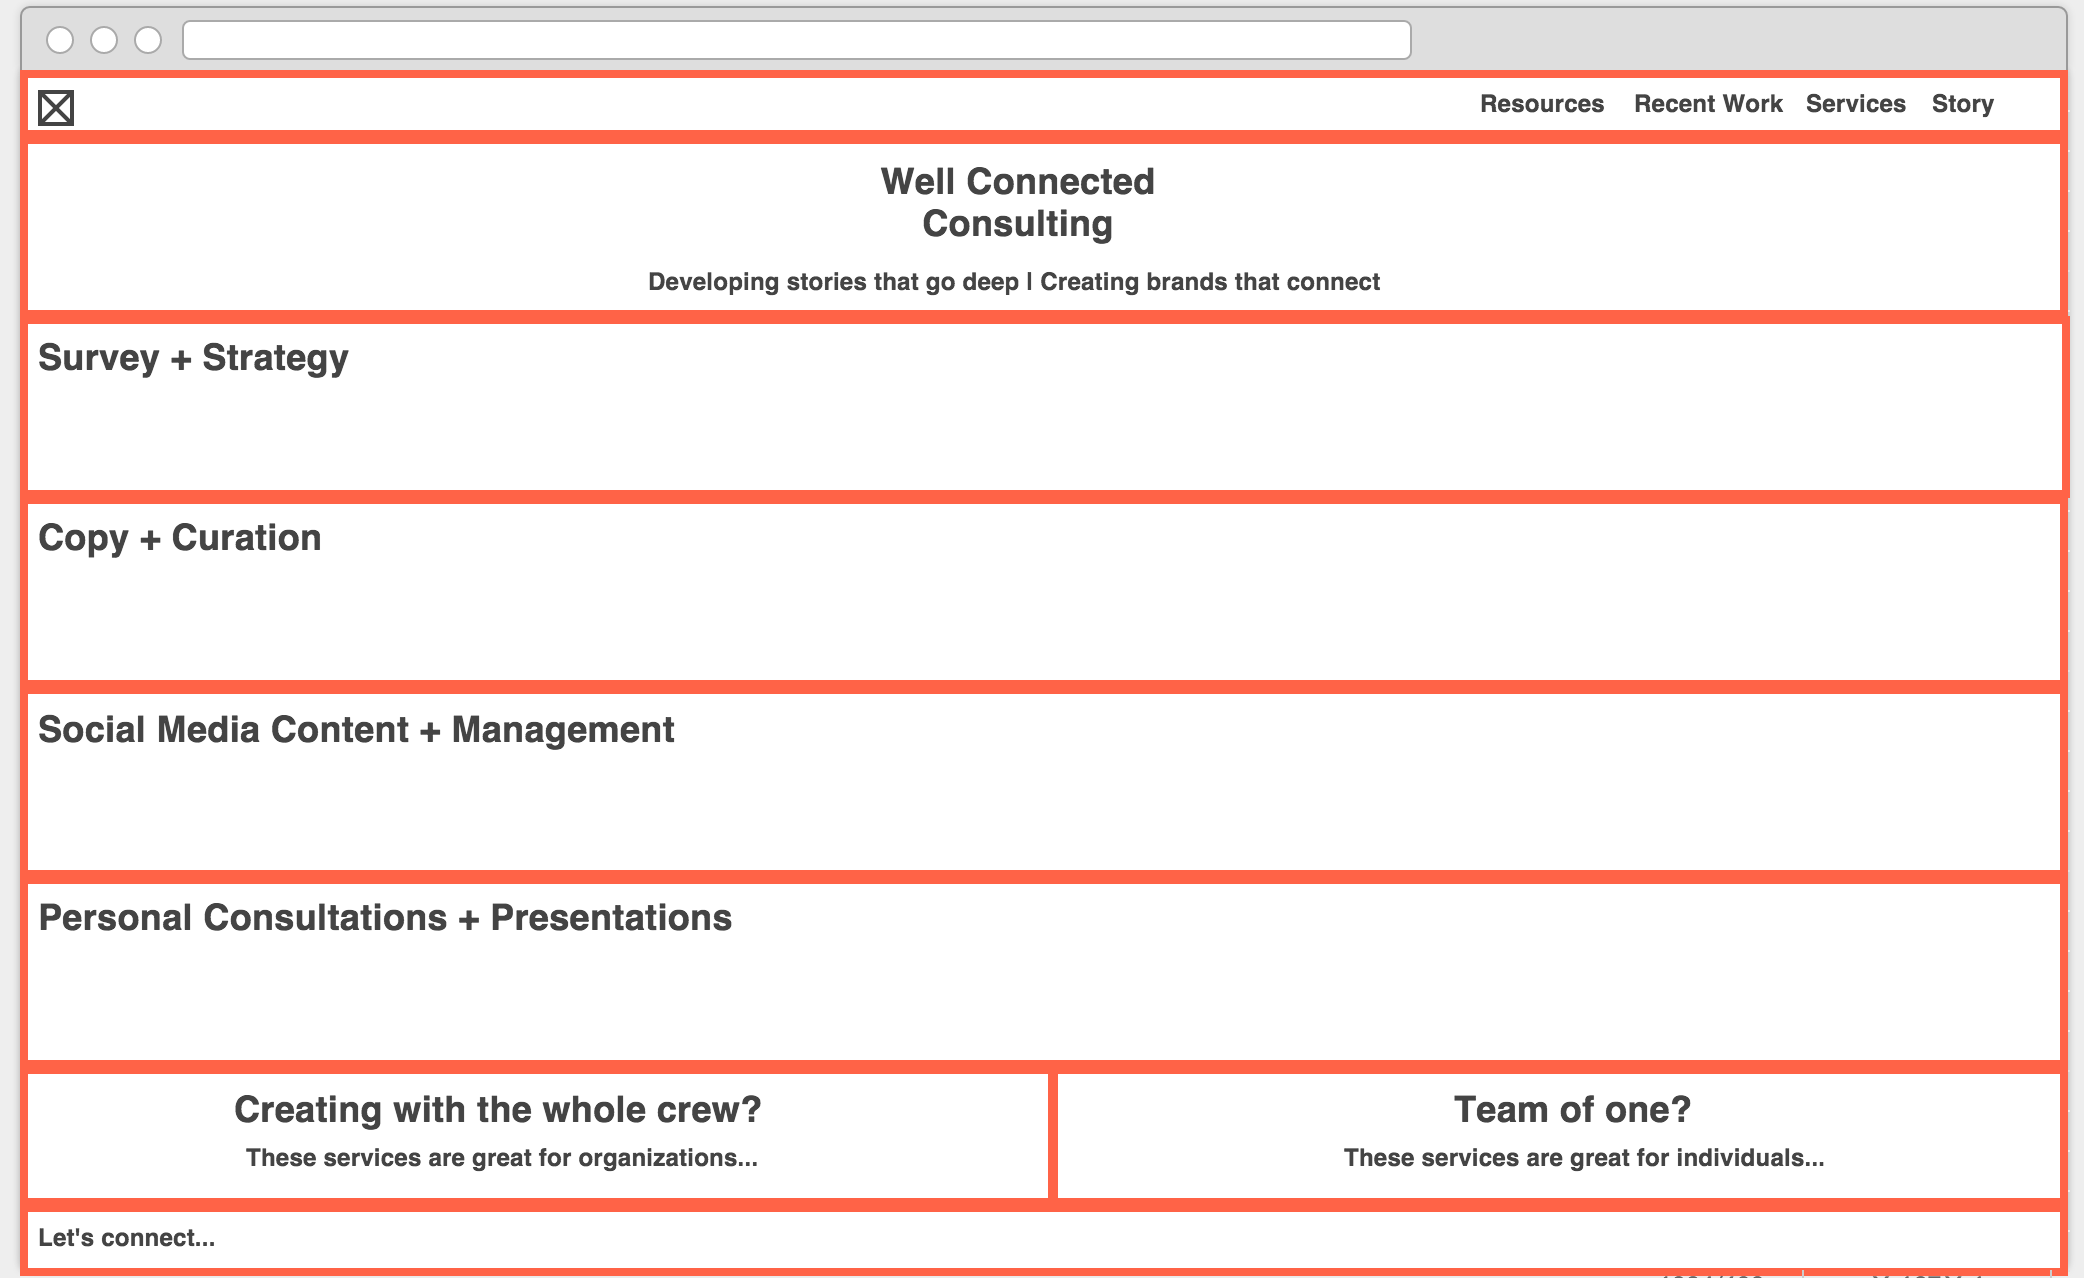 Resources Recent Work Services Story
Well Connected
Consulting
Developing stories that go deep | Creating brands that connect
Survey + Strategy
Copy + Curation
Social Media Content + Management
Personal Consultations + Presentations
Creating with the whole crew?
These services are great for organizations...
Team of one?
These services are great for individuals...
Let's connect...